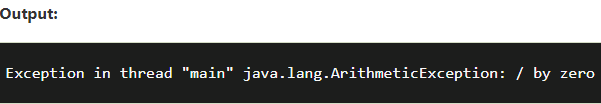 Output:
Exception in thread "main" java.lang.ArithmeticException: / by zero